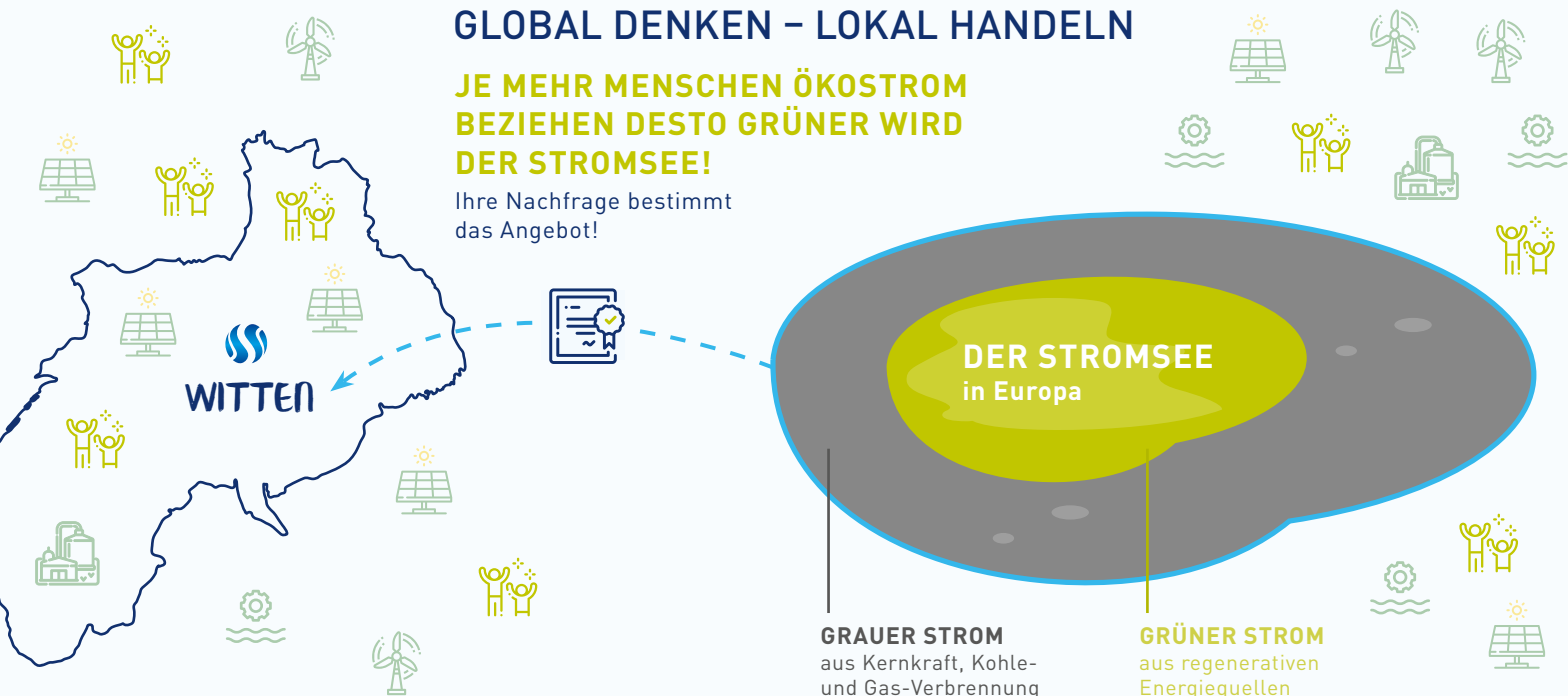 GLOBAL DENKEN – LOKAL HANDELN
JE MEHR MENSCHEN ÖKOSTROM
BEZIEHEN DESTO GRÜNER WIRD
DER STROMSEE!
Ihre Nachfrage bestimmt
das Angebot!
WITTEN
DER STROMSEE
in Europa
GRAUER STROM
aus Kernkraft, Kohle-
und Gas-Verbrennung
GRÜNER STROM
aus regenerativen
Energiequellen